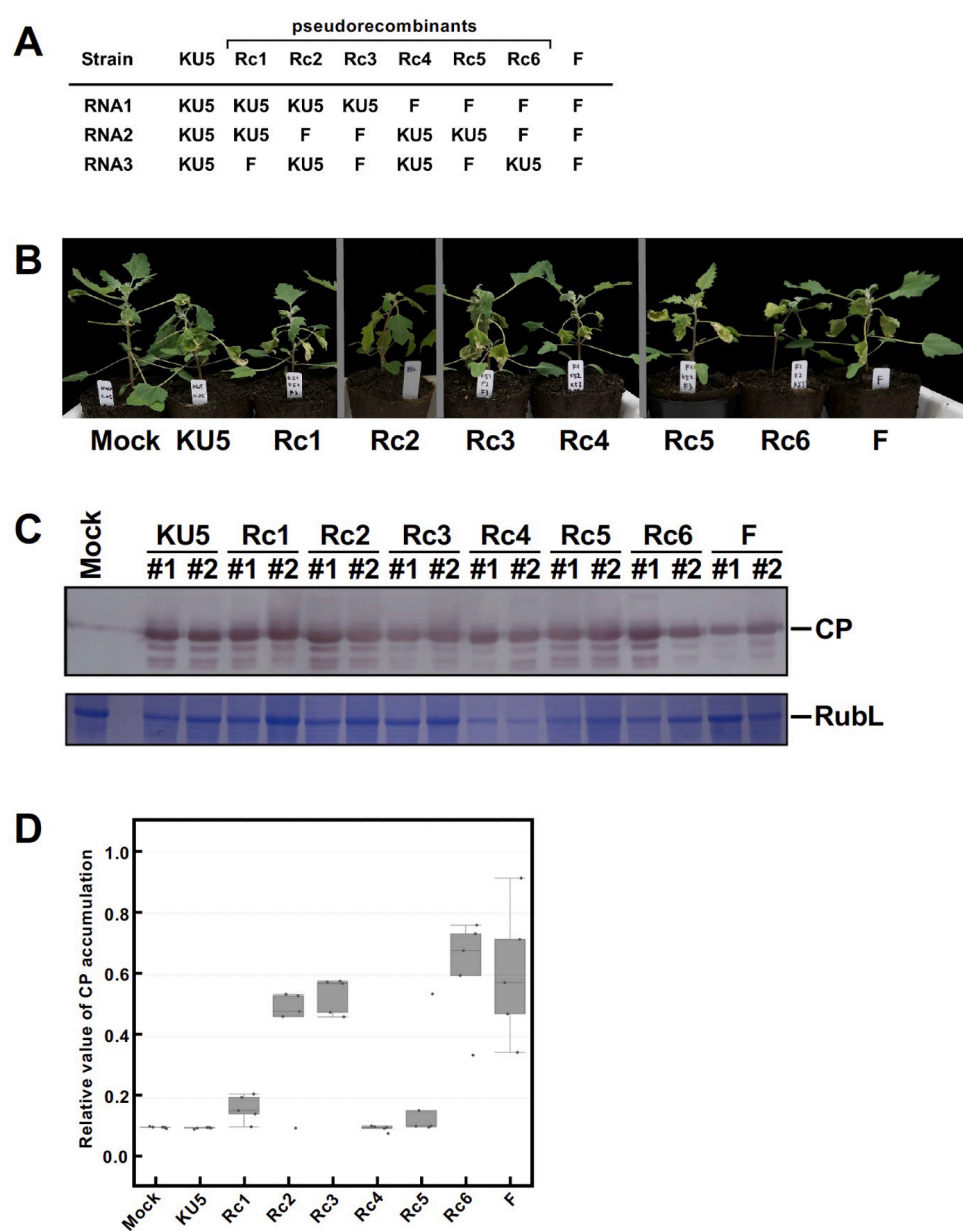 A
pseudorecombinants
Strain KU5 Rc1 Rc2 Rc3 Rc4 Rc5 Rc6 F
RNA1 KU5 KU5 KU5 KU5 F F F F
RNA2 KU5 KU5 F F KU5 KU5 F F
RNA3 KU5 F KU5 F KU5 F KU5 F
B
F
Mock KU5 Rc1 Rc2 Rc3 Rc4 Rc5 Rc6 F
C
Mock
KU5 Rc1 Rc2 Rc3 Rc4 Rc5 Rc6 F
#1 #2 #1 #2 #1 #2 #1 #2 #1 #2 #1 #2 #1 #2 #1 #2
CP
RubL
D
Relative value of CP accumulation
1.0
0.8
0.6
0.4
0.2
0.0
Mock KU5 Rc1 Rc2 Rc3 Rc4 Rc5 Rc6 F